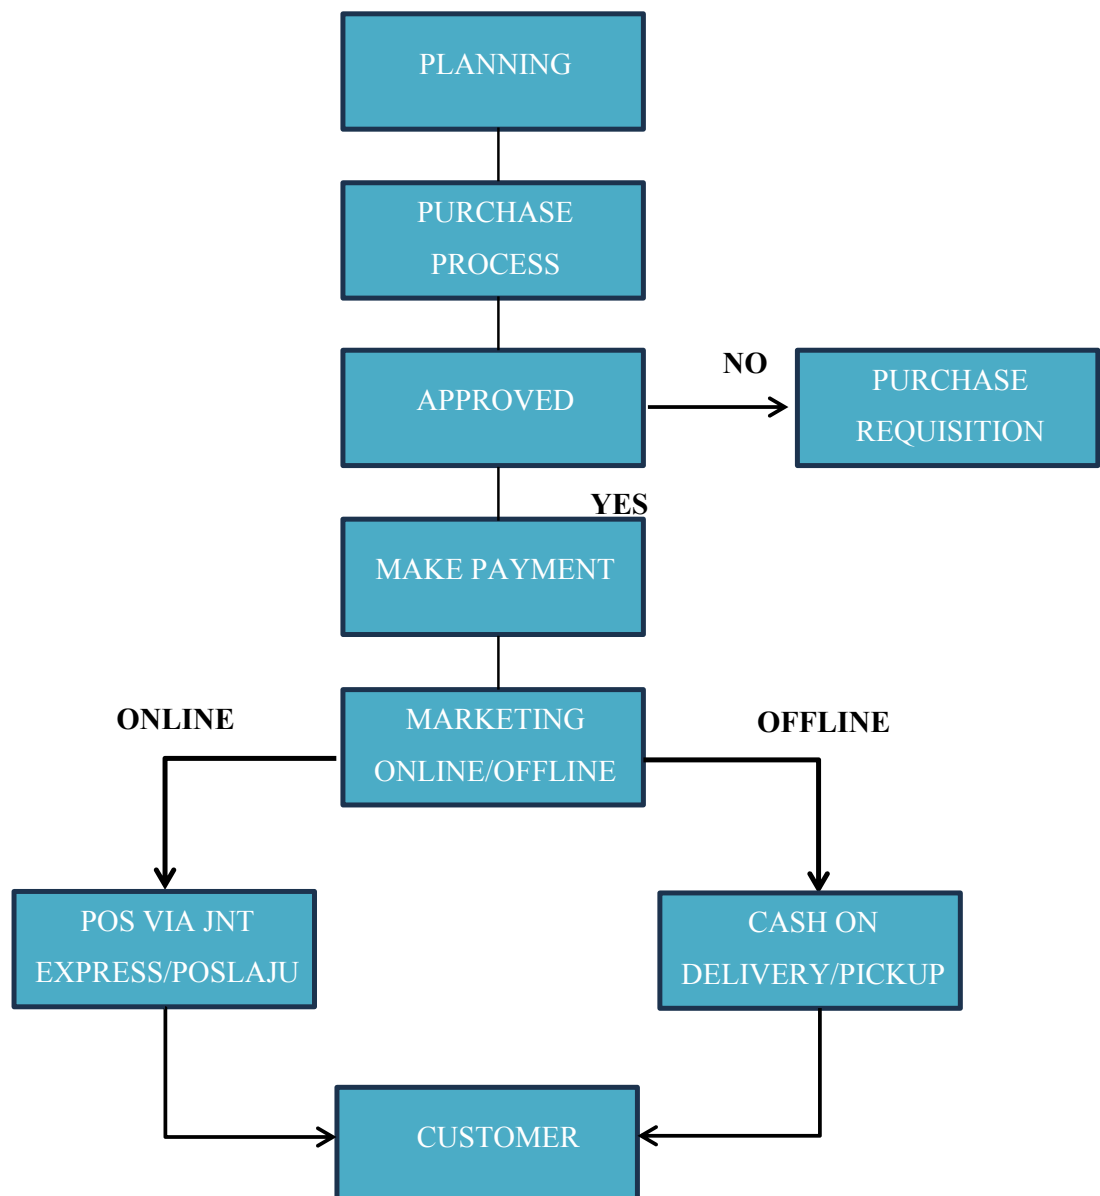 PLANNING
PURCHASE
PROCESS
APPROVED
NO
PURCHASE
REQUISITION
YES
MAKE PAYMENT
ONLINE
MARKETING
ONLINE/OFFLINE
OFFLINE
POS VIA JNT
EXPRESS/POSLAJU
CASH ON
DELIVERY/PICKUP
CUSTOMER